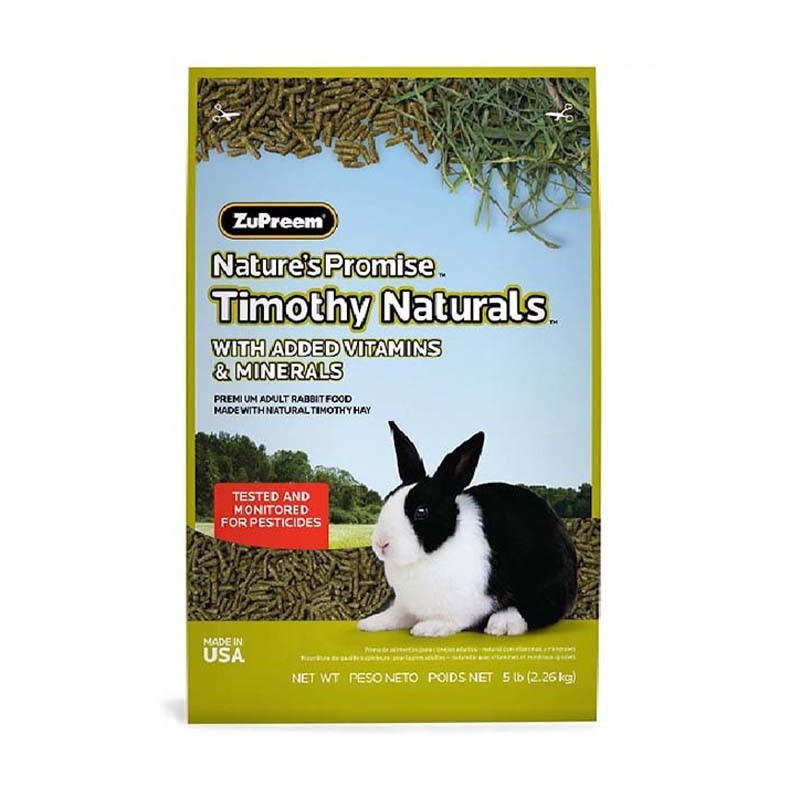 ZuPreem®
Nature's Promise™
Timothy Naturals™
WITH ADDED VITAMINS
& MINERALS
PREMIUM ADULT RABBIT FOOD
MADE WITH NATURAL TIMOTHY HAY
TESTED AND
MONITORED
FOR PESTICIDES
MADE IN
USA
NET WT PESO NETO POIDS NET 5 lb (2.26 kg)